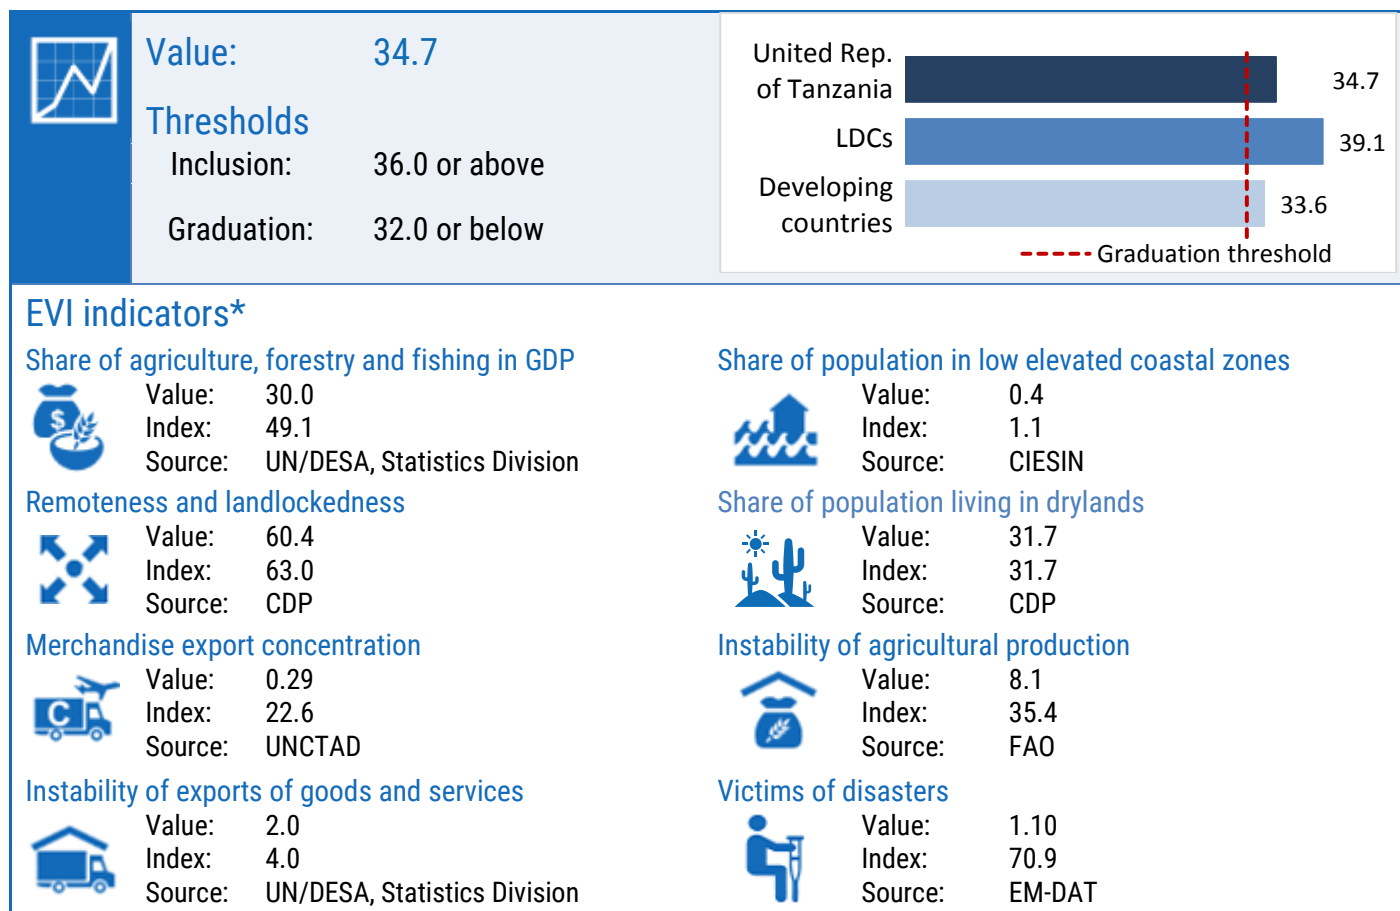 Value: 34.7
Thresholds
Inclusion: 36.0 or above
Graduation: 32.0 or below
United Rep.
of Tanzania
34.7
LDCs
39.1
Developing
countries
33.6
Graduation threshold
EVI indicators*
Share of agriculture, forestry and fishing in GDP
$
Value: 30.0
Index: 49.1
Source: UN/DESA, Statistics Division
Share of population in low elevated coastal zones
Value: 0.4
Index: 1.1
Source: CIESIN
Remoteness and landlockedness
Value: 60.4
Index: 63.0
Source: CDP
Share of population living in drylands
Value: 31.7
Index: 31.7
Source: CDP
Merchandise export concentration
C
Value: 0.29
Index: 22.6
Source: UNCTAD
Instability of agricultural production
Value: 8.1
Index: 35.4
Source: FAO
Instability of exports of goods and services
Value: 2.0
Index: 4.0
Source: UN/DESA, Statistics Division
Victims of disasters
Value: 1.10
Index: 70.9
Source: EM-DAT